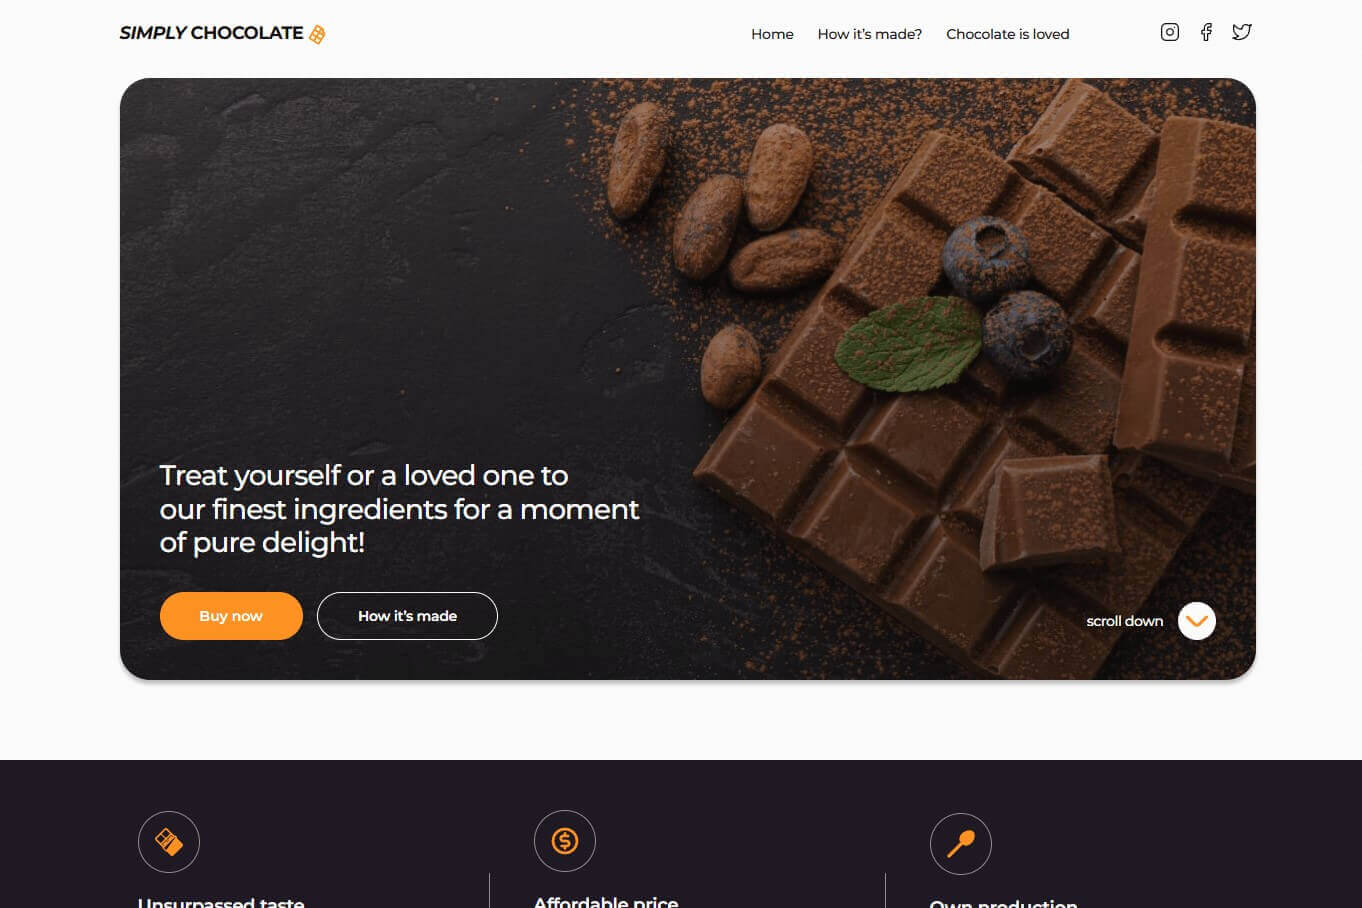 SIMPLY CHOCOLATE
Home How it's made? Chocolate is loved
Treat yourself or a loved one to
our finest ingredients for a moment
of pure delight!
Buy now How it's made
scroll down
Unsurpassed taste Affordable price Own production